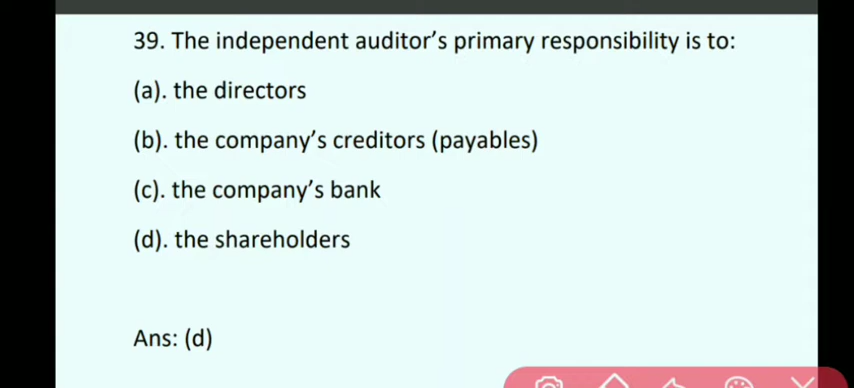 39. The independent auditor’s primary responsibility is to:
(a). the directors
(b). the company’s creditors (payables)
(c). the company’s bank
(d). the shareholders
Ans: (d)